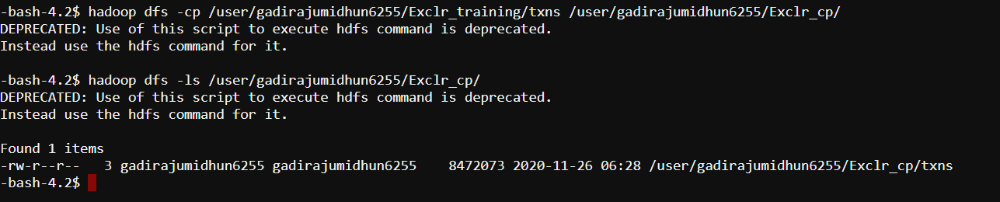 -bash-4.2$ hadoop dfs -cp /user/gadirajumidhun6255/Exclr_training/txns /user/gadirajumidhun6255/Exclr_cp/
DEPRECATED: Use of this script to execute hdfs command is deprecated.
Instead use the hdfs command for it.
-bash-4.2$ hadoop dfs -ls /user/gadirajumidhun6255/Exclr_cp/
DEPRECATED: Use of this script to execute hdfs command is deprecated.
Instead use the hdfs command for it.
Found 1 items
-rw-r--r--   3 gadirajumidhun6255 gadirajumidhun6255    8472073 2020-11-26 06:28 /user/gadirajumidhun6255/Exclr_cp/txns
-bash-4.2$